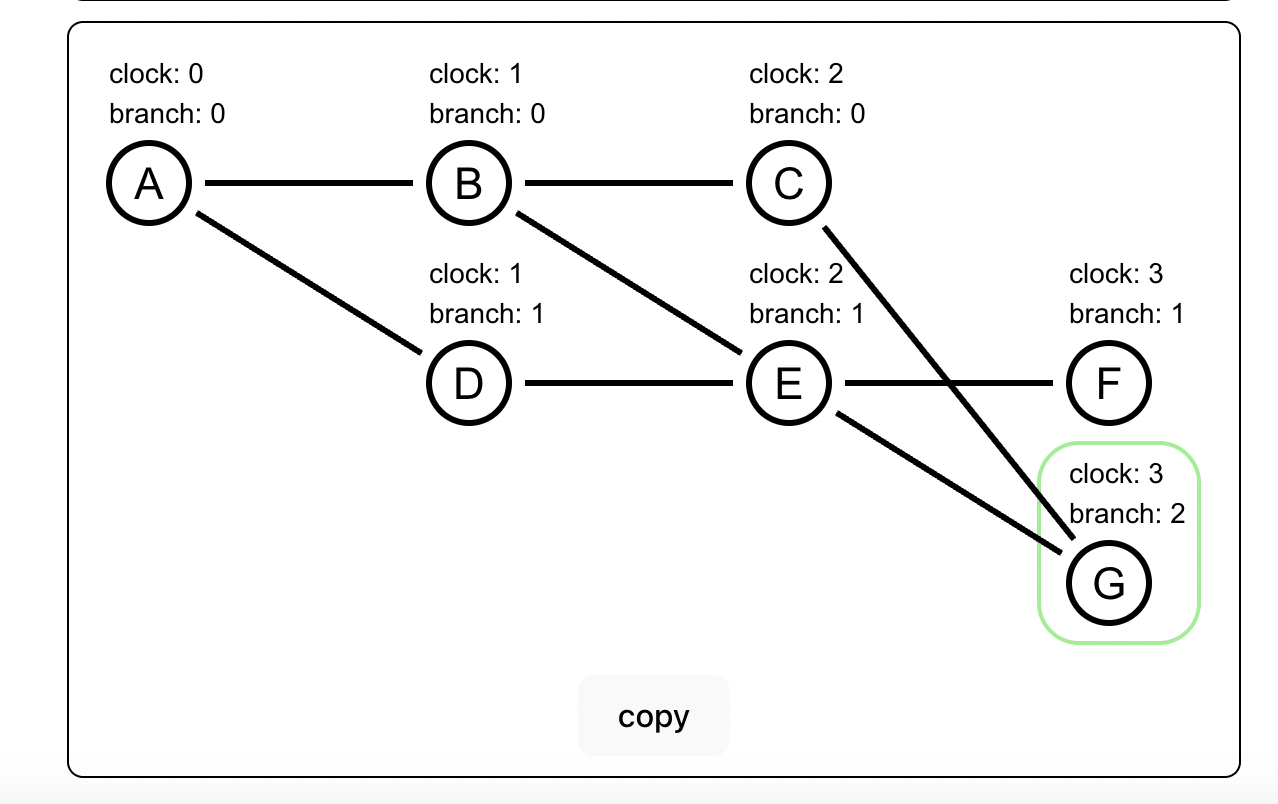 clock: 0
branch: 0
A
clock: 1
branch: 0
B
clock: 2
branch: 0
C
clock: 1
branch: 1
D
clock: 2
branch: 1
E
clock: 3
branch: 1
F
clock: 3
branch: 2
G
copy